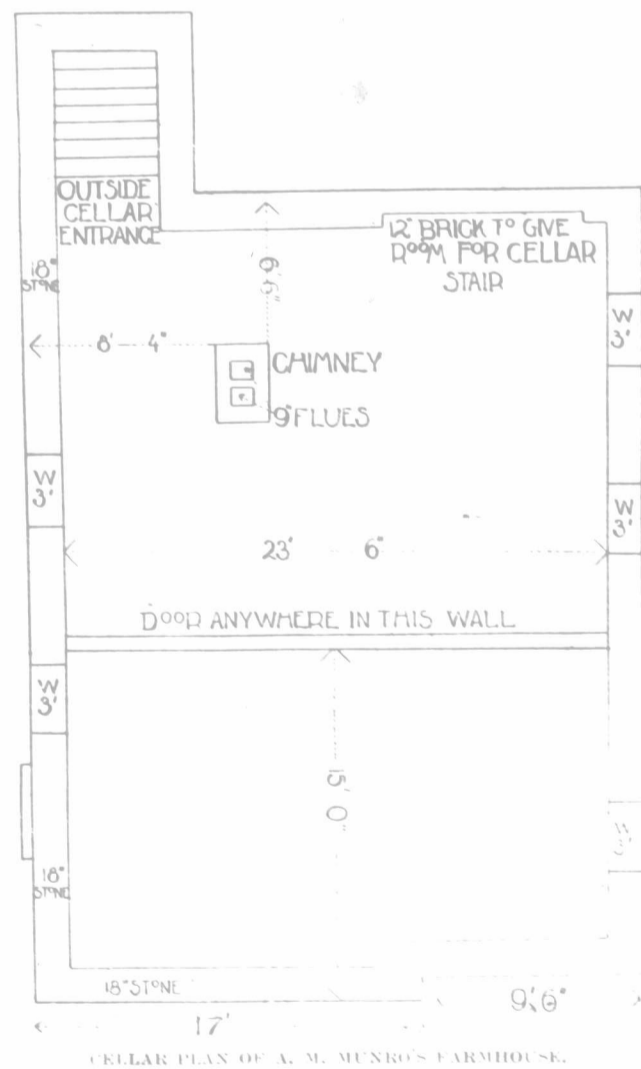 OUTSIDE
CELLAR
ENTRANCE
12" BRICK TO GIVE
ROOM FOR CELLAR
STAIR
18"
STONE
6' 6"
W
3'
8' 4"
CHIMNEY
9" FLUES
W
3'
W
3'
23' 6"
DOOR ANYWHERE IN THIS WALL
W
3'
15' 0"
18"
STONE
18" STONE
17'
9' 6"
CELLAR PLAN OF A. M. MUNRO'S FARMHOUSE.